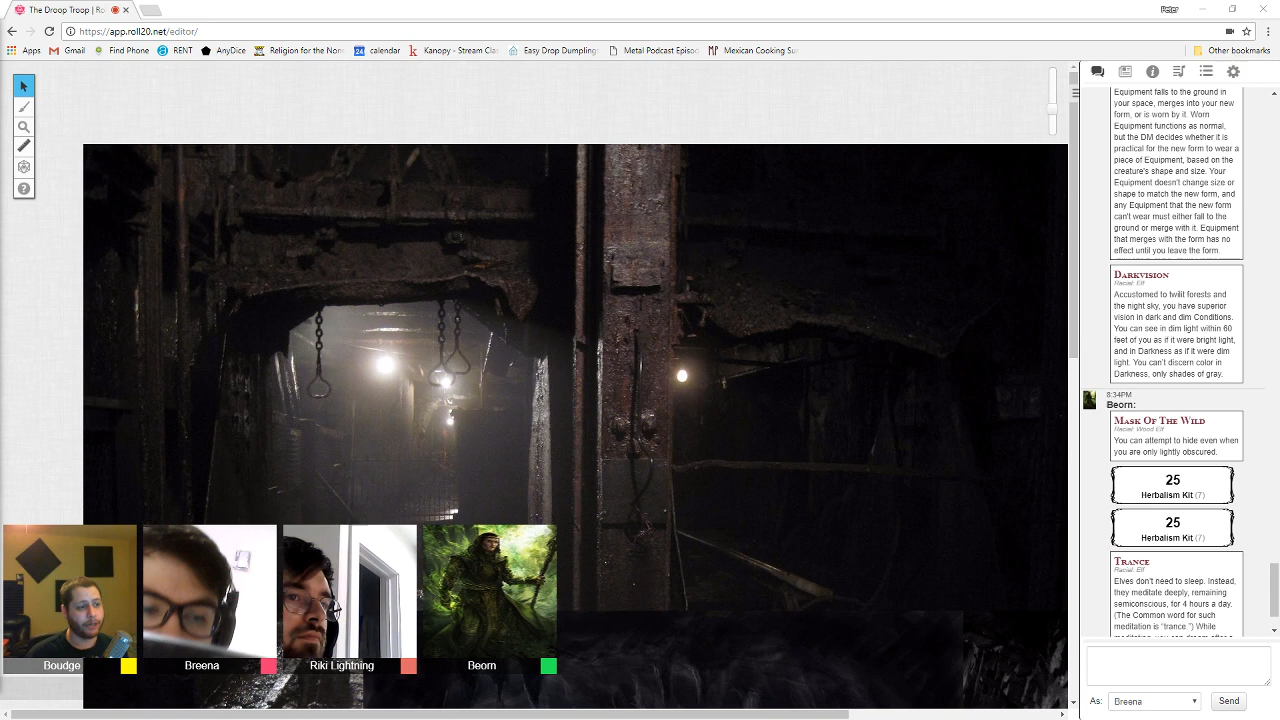 The Droop Troop | Ro
Peter
https://app.roll20.net/editor/
Apps
Gmail
Find Phone
RENT
AnyDice
Religion for the None
calendar
Kanopy - Stream Clas
Easy Drop Dumplings
Metal Podcast Episod
Mexican Cooking Sup
Other bookmarks
Equipment falls to the ground in
your space, merges into your new
form, or is worn by it. Worn
Equipment functions as normal,
but the DM decides whether it is
practical for the new form to wear a
piece of Equipment, based on the
creature's shape and size. Your
Equipment doesn't change size or
shape to match the new form, and
any Equipment that the new form
can't wear must either fall to the
ground or merge with it. Equipment
that merges with the form has no
effect until you leave the form.
Darkvision
Racial: Elf
Accustomed to twilit forests and
the night sky, you have superior
vision in dark and dim Conditions.
You can see in dim light within 60
feet of you as if it were bright light,
and in Darkness as if it were dim
light. You can't discern color in
Darkness, only shades of gray.
8:34PM
Beorn:
Mask Of The Wild
Racial: Wood Elf
You can attempt to hide even when
you are only lightly obscured.
25
Herbalism Kit (7)
25
Herbalism Kit (7)
Trance
Racial: Elf
Elves don't need to sleep. Instead,
they meditate deeply, remaining
semiconscious, for 4 hours a day.
(The Common word for such
meditation is "trance.") While
Boudge
Breena
Riki Lightning
Beorn
As:
Breena
Send